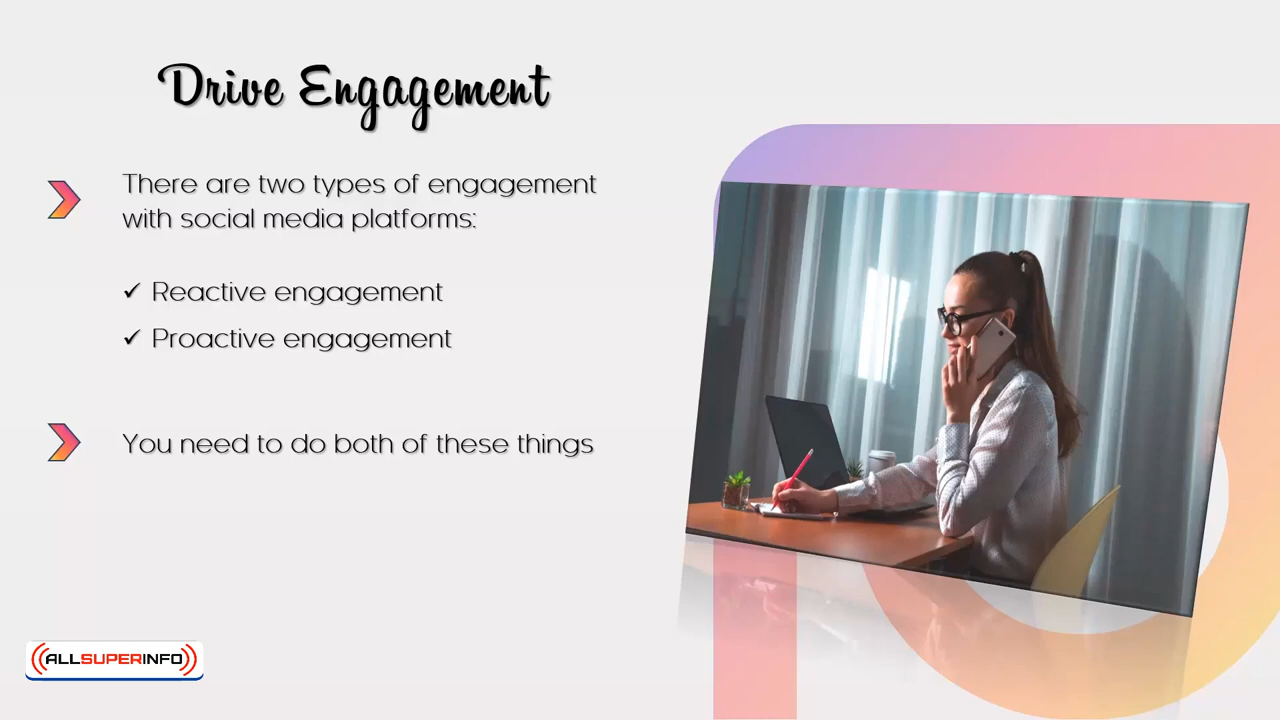 Drive Engagement
There are two types of engagement
with social media platforms:
✓ Reactive engagement
✓ Proactive engagement
You need to do both of these things
((ALLSUPERINFO))